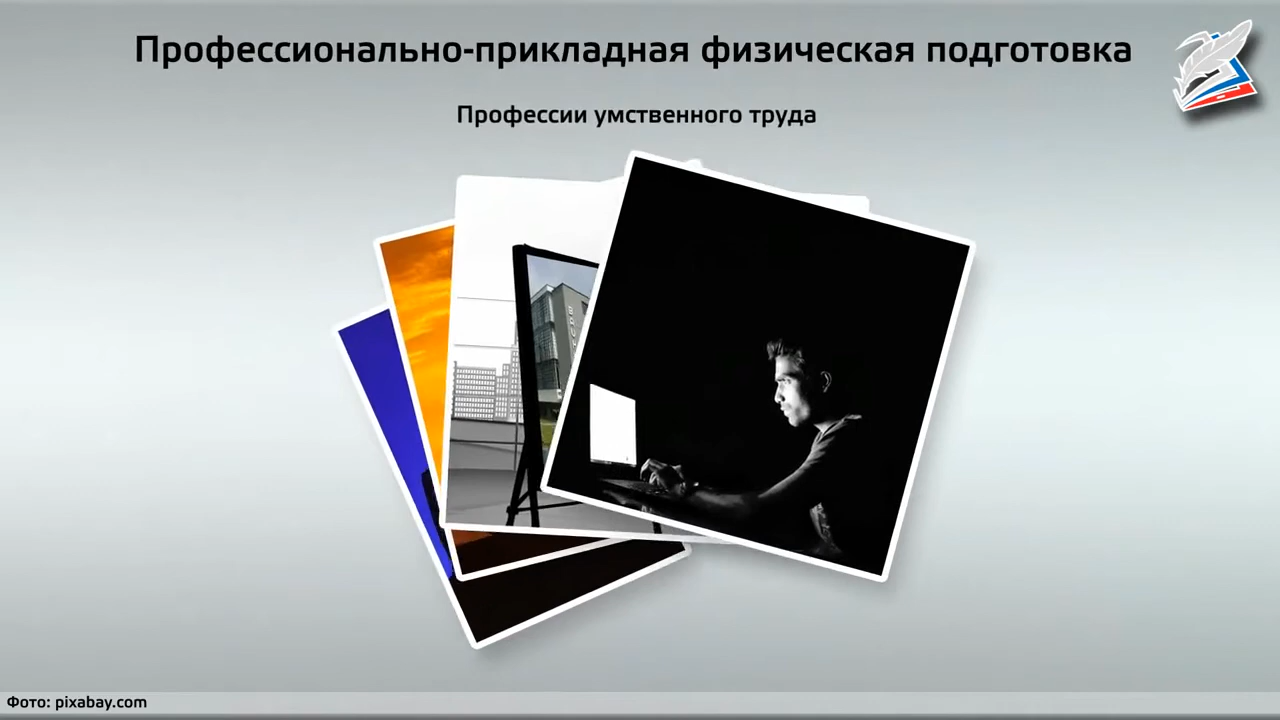 Профессионально-прикладная физическая подготовка
Профессии умственного труда
Фото: pixabay.com